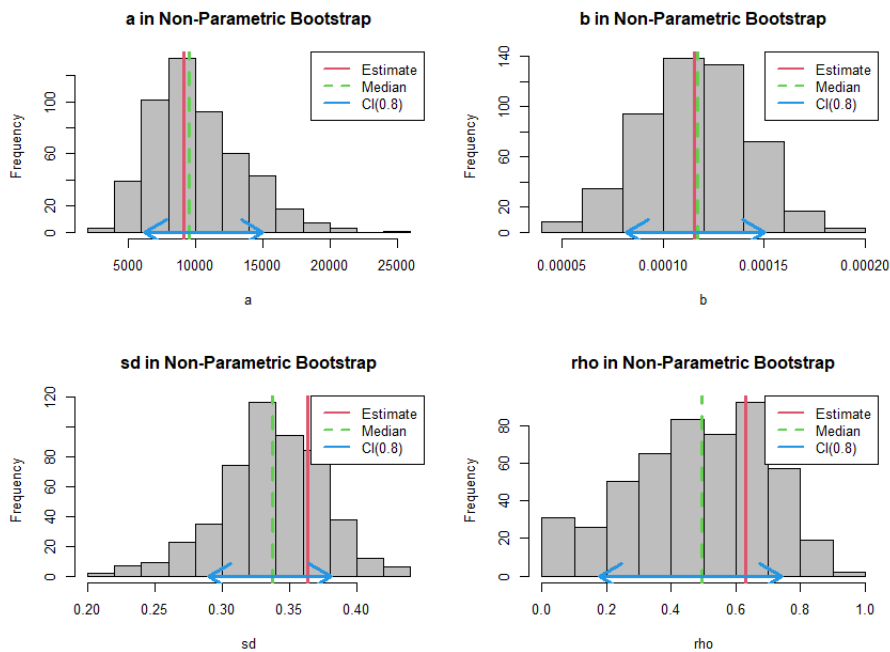 a in Non-Parametric Bootstrap
Frequency
0 20 60 100
5000 10000 15000 20000 25000
a
Estimate
Median
CI(0.8)
b in Non-Parametric Bootstrap
Frequency
0 20 60 100 140
0.00005 0.00010 0.00015 0.00020
b
Estimate
Median
CI(0.8)
sd in Non-Parametric Bootstrap
Frequency
0 20 40 60 80 120
0.20 0.25 0.30 0.35 0.40
sd
Estimate
Median
CI(0.8)
rho in Non-Parametric Bootstrap
Frequency
0 20 40 60 80
0.0 0.2 0.4 0.6 0.8 1.0
rho
Estimate
Median
CI(0.8)